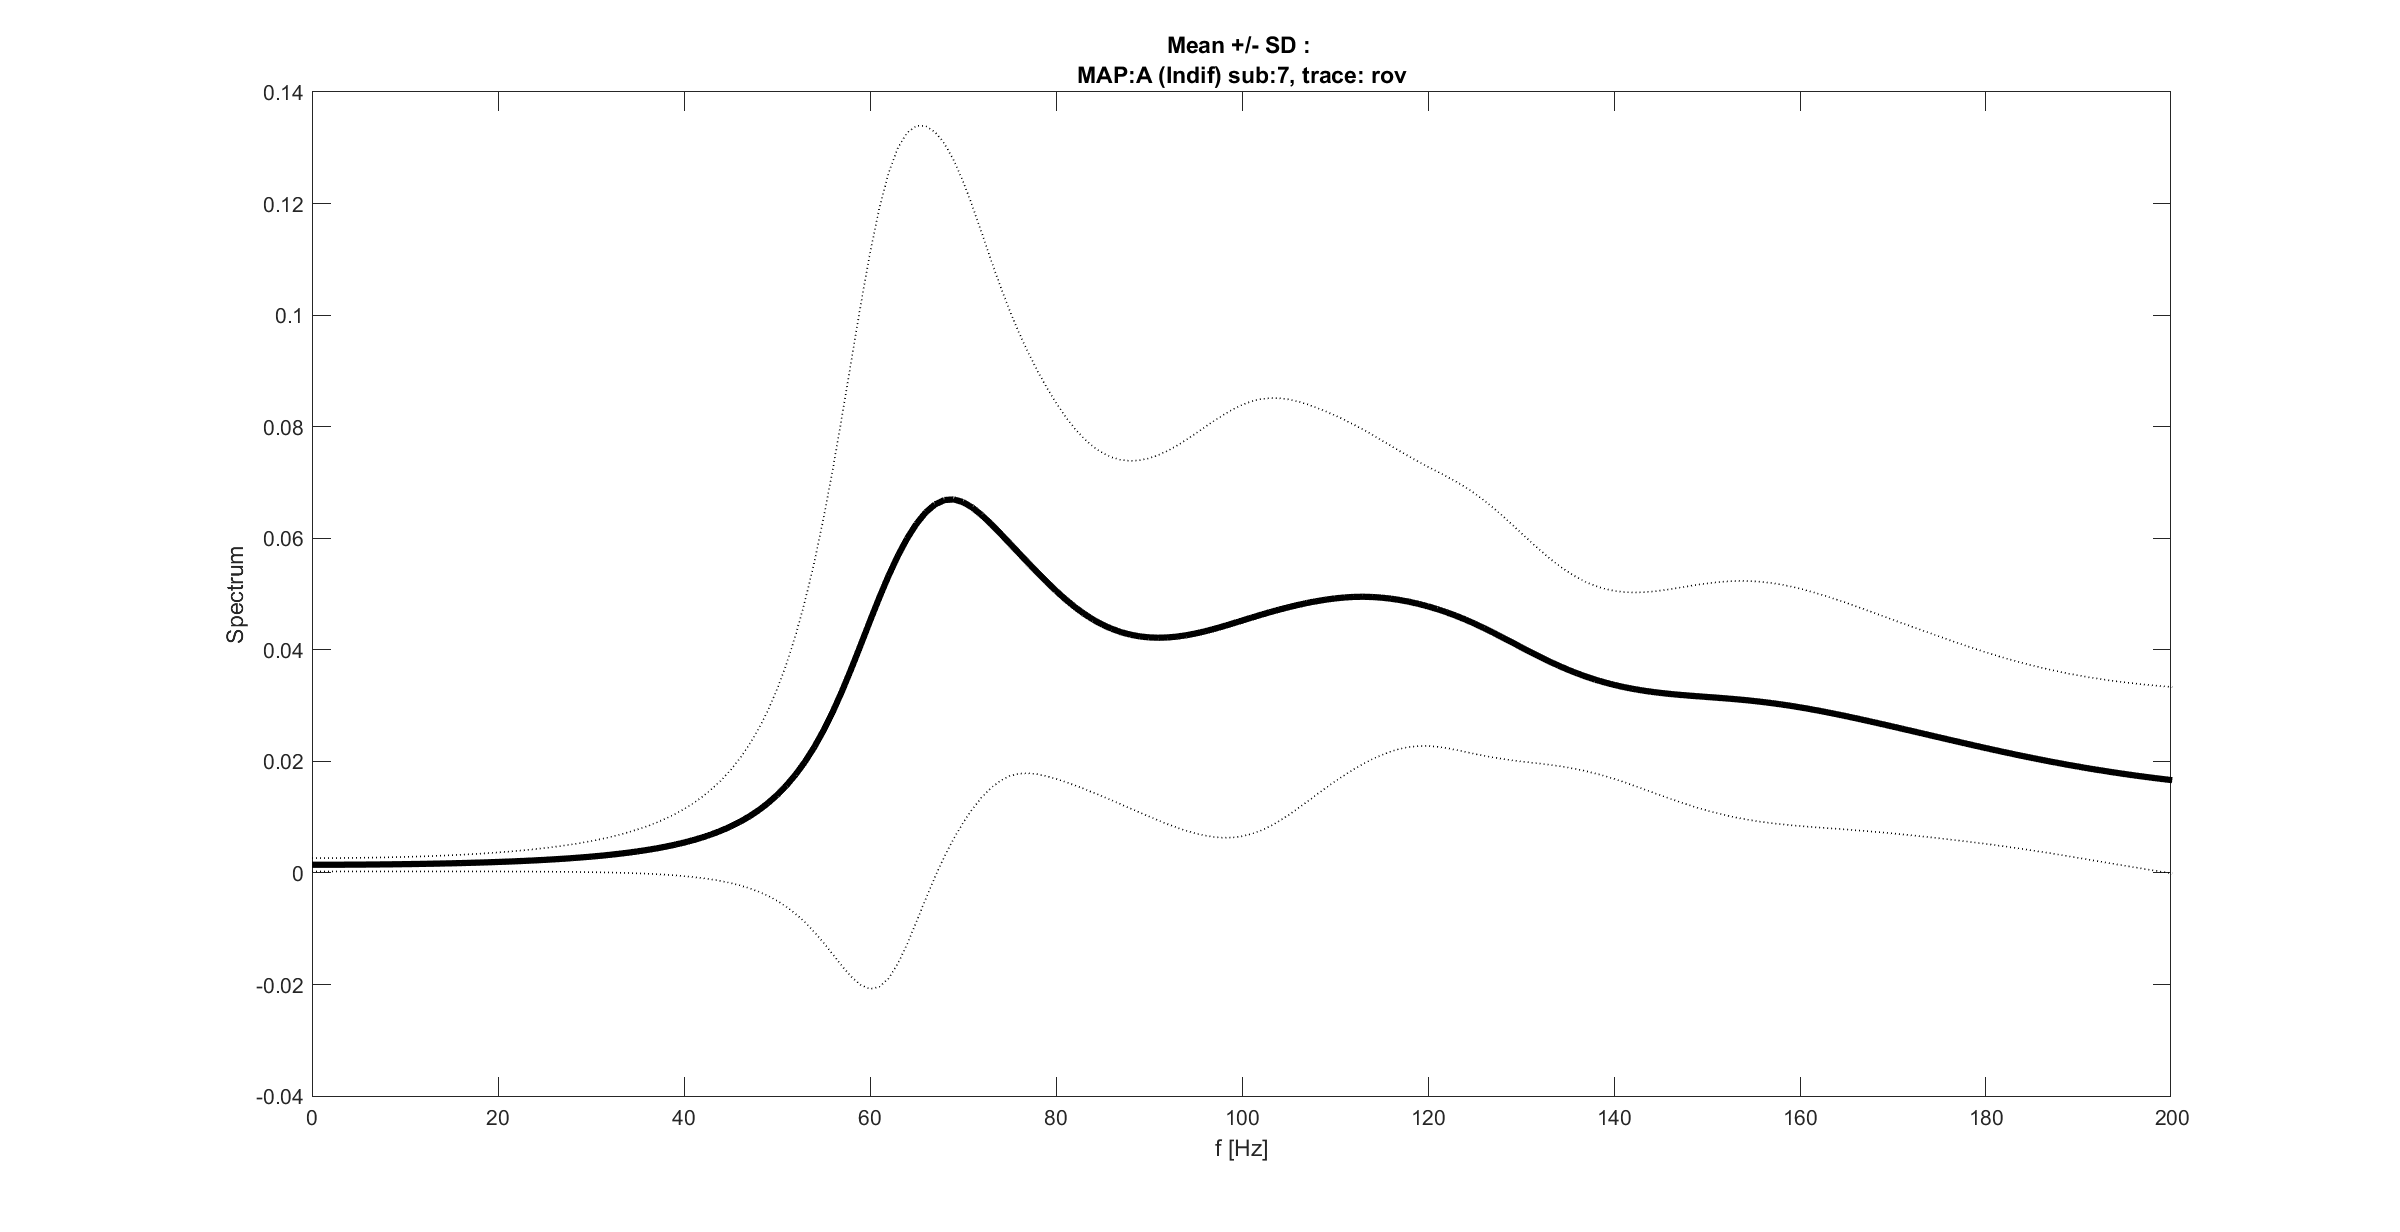 Mean +/- SD :
MAP:A (Indif) sub:7, trace: rov
0.14
0.12
0.1
0.08
0.06
0.04
0.02
0
-0.02
-0.04
Spectrum
0 20 40 60 80 100 120 140 160 180 200
f [Hz]